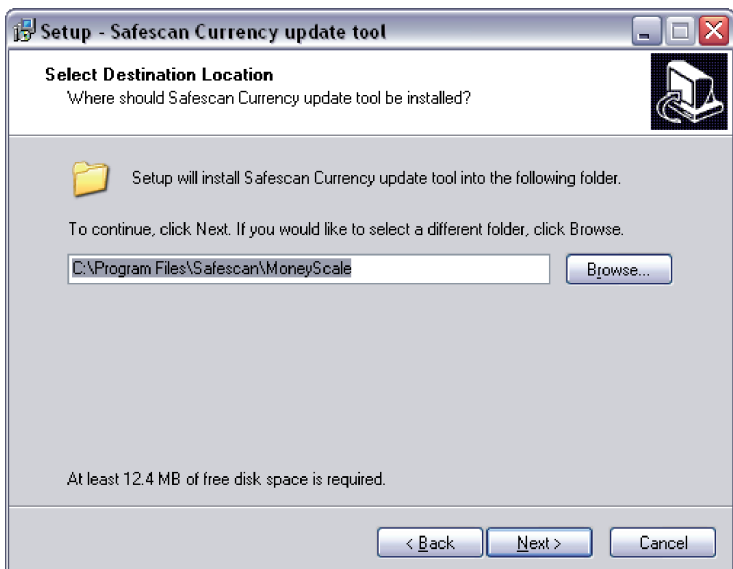 Setup - Safescan Currency update tool
Select Destination Location
Where should Safescan Currency update tool be installed?
Setup will install Safescan Currency update tool into the following folder.
To continue, click Next. If you would like to select a different folder, click Browse.
C:\Program Files\Safescan\MoneyScale
Browse...
At least 12.4 MB of free disk space is required.
< Back
Next >
Cancel